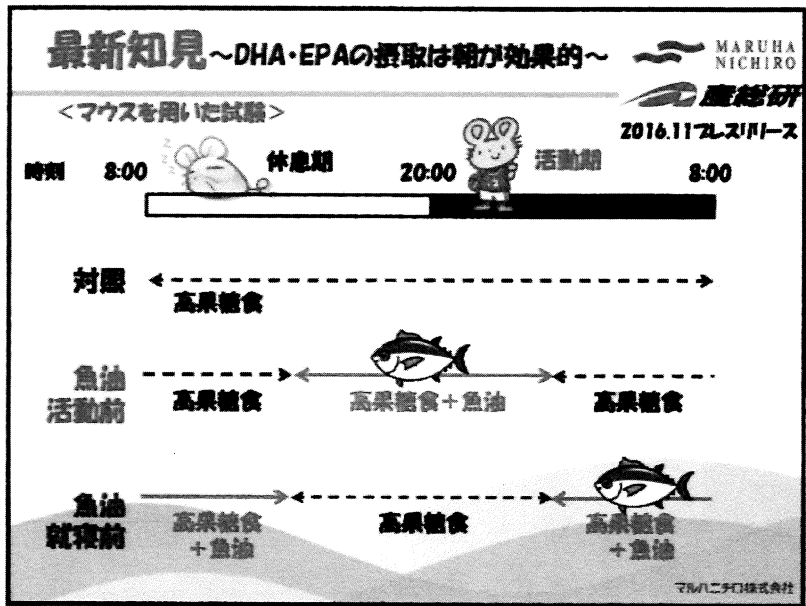 最新知見～DHA・EPAの摂取は朝が効果的～
MARUHA
NICHIRO
産総研
2016.11プレスリリース
<マウスを用いた試験>
z
z
z
休息期
活動期
時刻 8:00 20:00 8:00
対照
高果糖食
魚油
活動前
高果糖食
高果糖食+魚油
高果糖食
魚油
就寝前
高果糖食
+魚油
高果糖食
高果糖食
+魚油
マルハニチロ株式会社